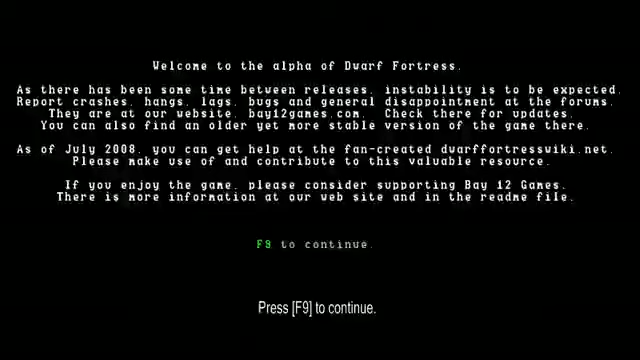 Welcome to the alpha of Dwarf Fortress.
As there has been some time between releases, instability is to be expected.
Report crashes, hangs, lags, bugs and general disappointment at the forums.
They are at our website, bay12games.com. Check there for updates.
You can also find an older yet more stable version of the game there.
As of July 2008, you can get help at the fan-created dwarffortresswiki.net.
Please make use of and contribute to this valuable resource.
If you enjoy the game, please consider supporting Bay 12 Games.
There is more information at our web site and in the readme file.
F9 to continue.
Press [F9] to continue.